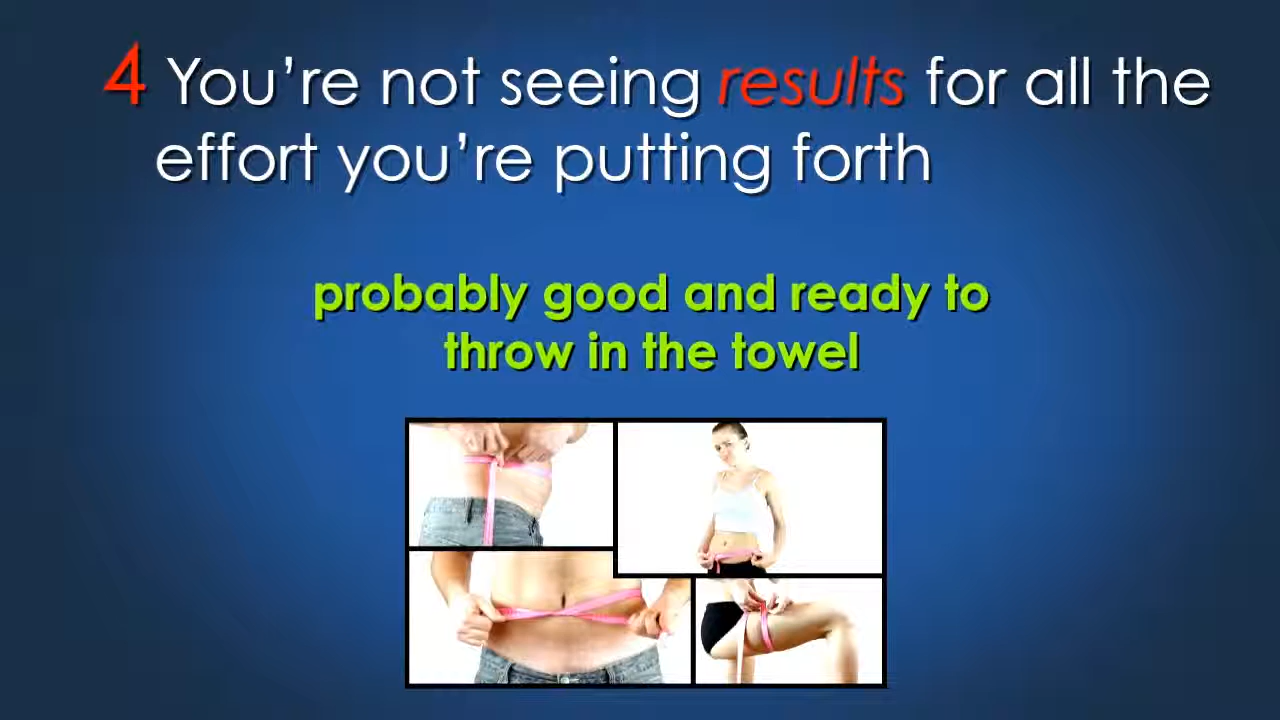 4 You’re not seeing results for all the
effort you’re putting forth
probably good and ready to
throw in the towel